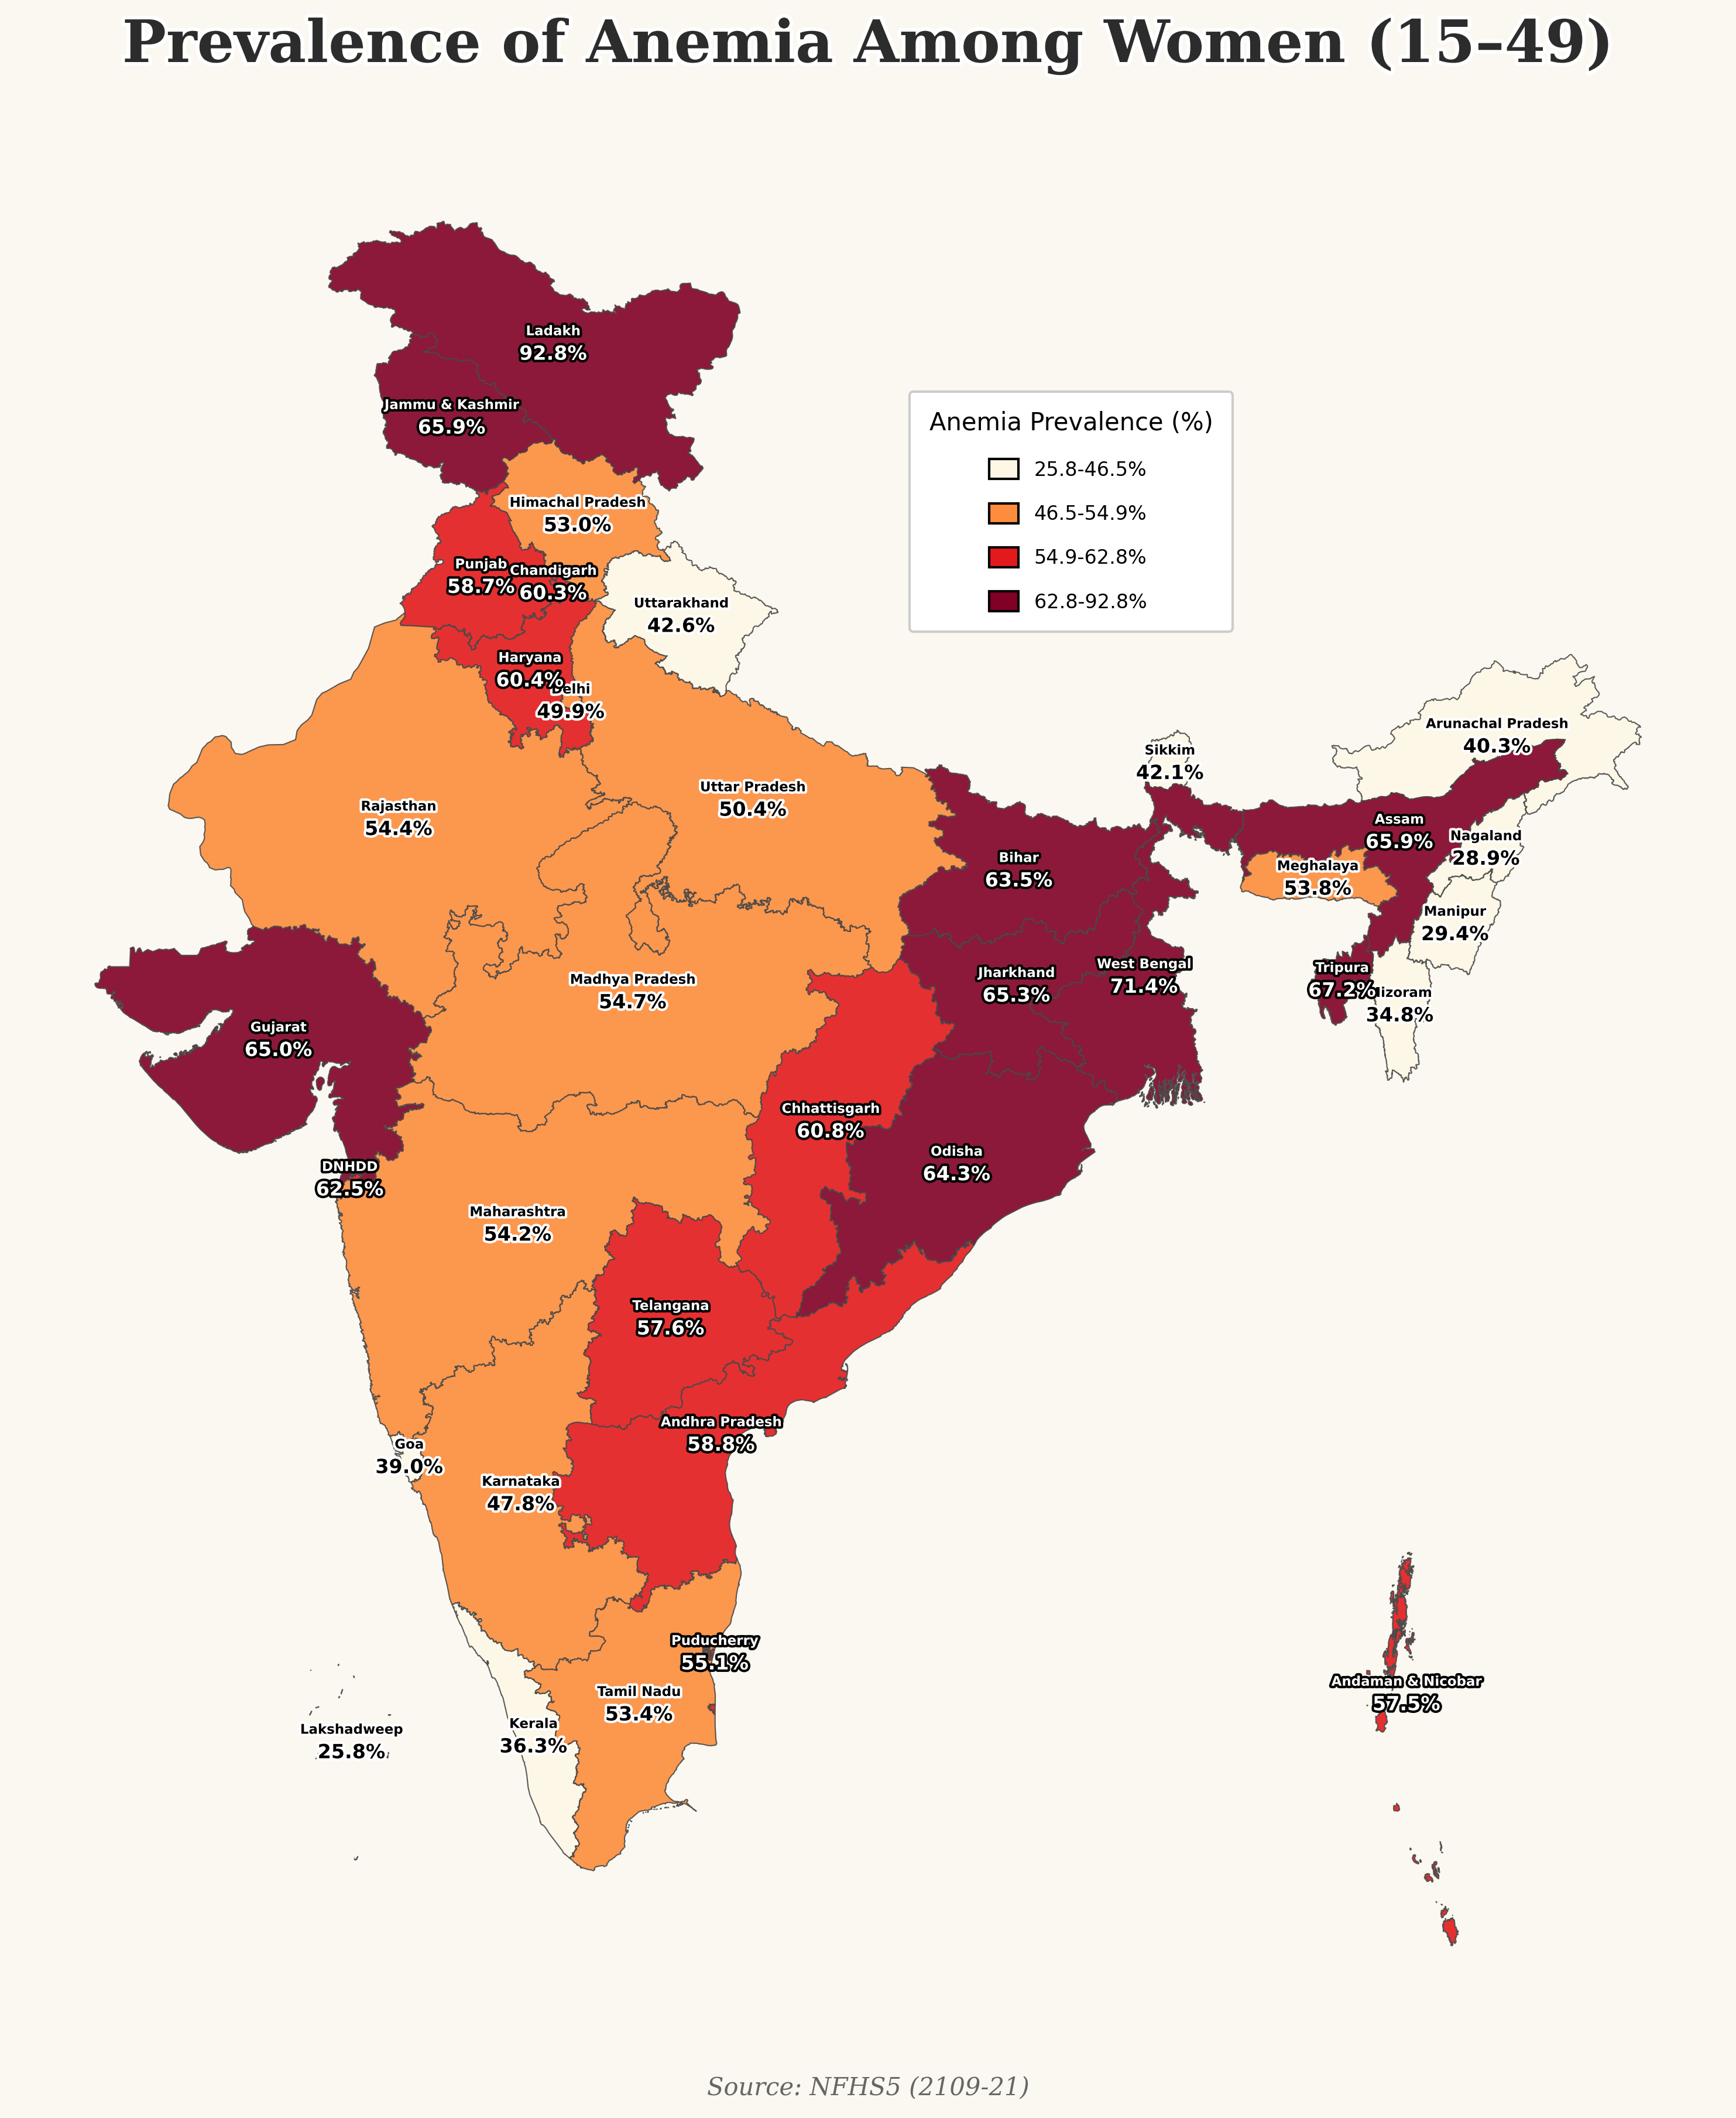 Prevalence of Anemia Among Women (15–49)
Ladakh
92.8%
Jammu & Kashmir
65.9%
Anemia Prevalence (%)
25.8-46.5%
46.5-54.9%
54.9-62.8%
62.8-92.8%
Himachal Pradesh
53.0%
Punjab
58.7%
Chandigarh
60.3%
Uttarakhand
42.6%
Haryana
60.4%
Delhi
49.9%
Arunachal Pradesh
40.3%
Sikkim
42.1%
Rajasthan
54.4%
Uttar Pradesh
50.4%
Assam
65.9%
Nagaland
28.9%
Bihar
63.5%
Meghalaya
53.8%
Manipur
29.4%
Madhya Pradesh
54.7%
Jharkhand
65.3%
West Bengal
71.4%
Tripura
67.2%
izoram
34.8%
Gujarat
65.0%
Chhattisgarh
60.8%
Odisha
64.3%
DNHDD
62.5%
Maharashtra
54.2%
Telangana
57.6%
Andhra Pradesh
58.8%
Goa
39.0%
Karnataka
47.8%
Puducherry
55.1%
Andaman & Nicobar
57.5%
Tamil Nadu
53.4%
Lakshadweep
25.8%
Kerala
36.3%
Source: NFHS5 (2109-21)